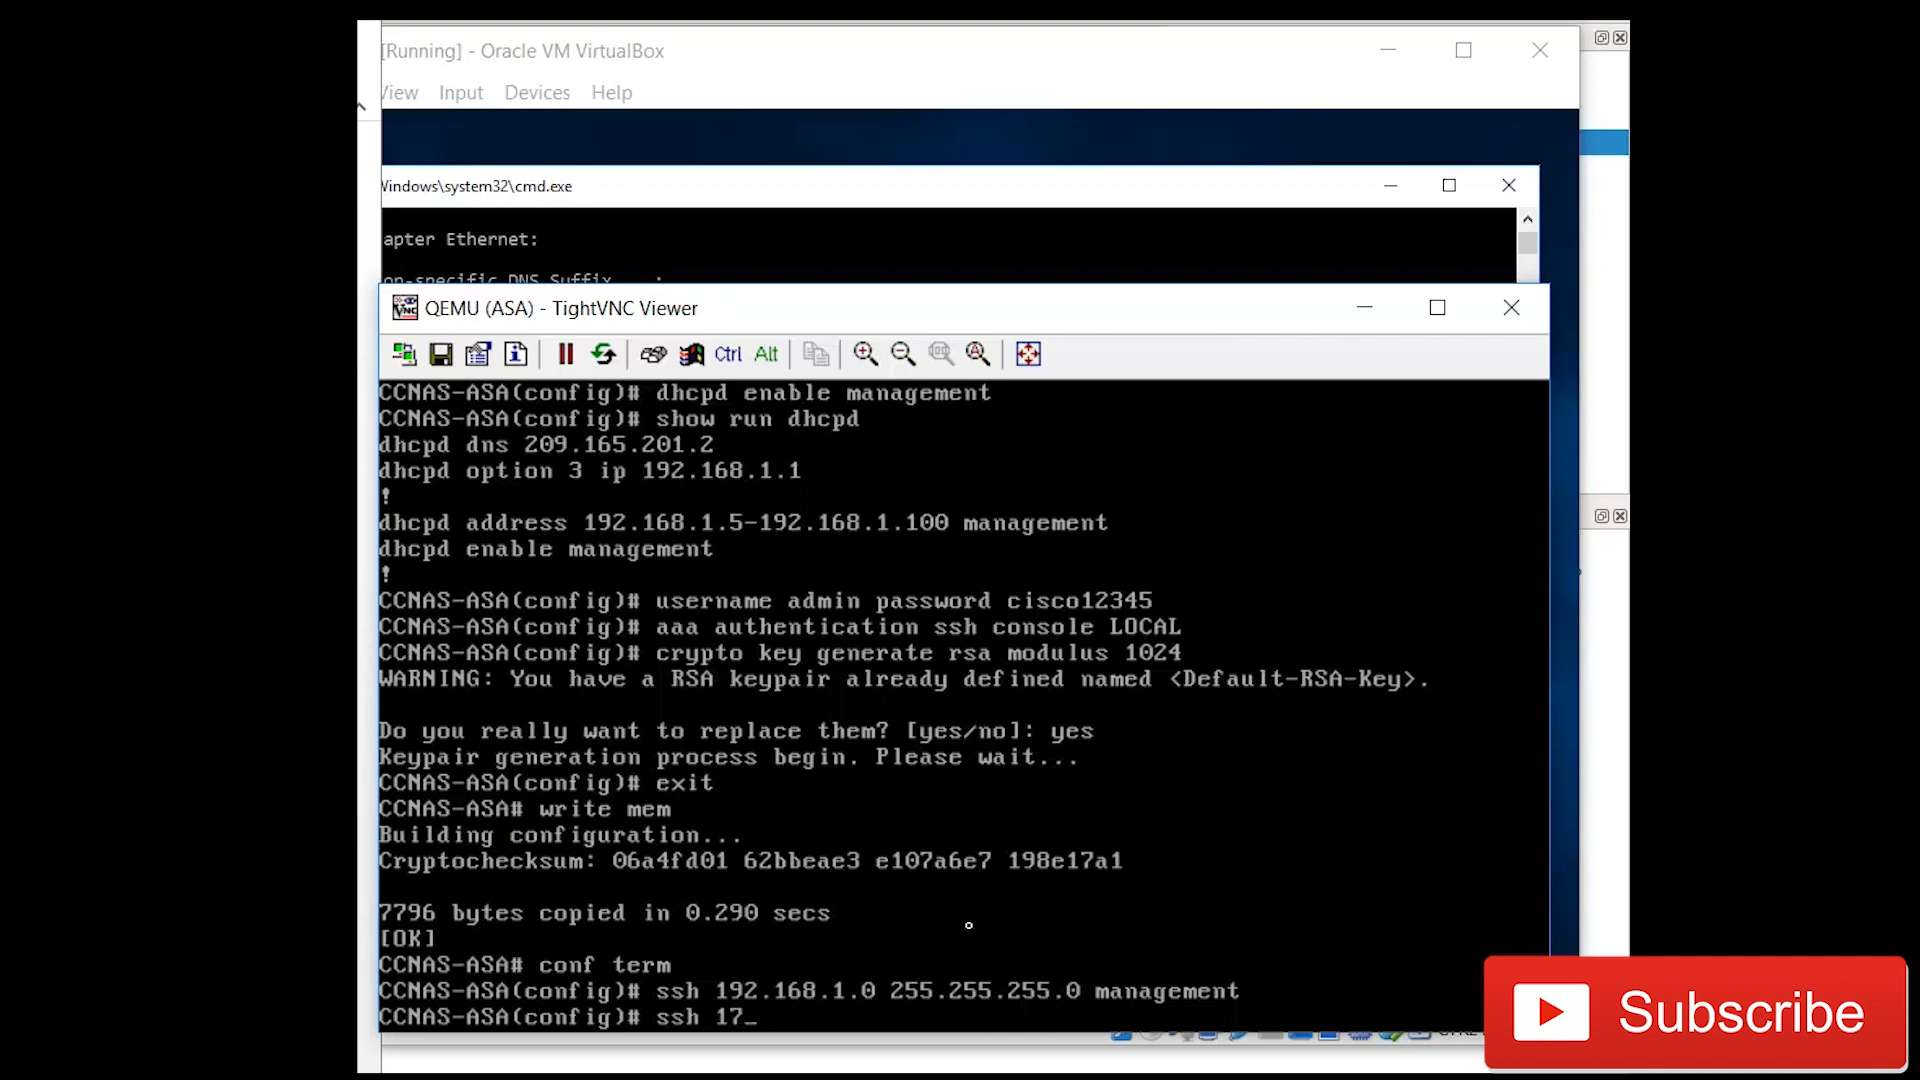 [Running] - Oracle VM VirtualBox
View Input Devices Help
Windows\system32\cmd.exe
apter Ethernet:
on-specific DNS Suffix . :
QEMU (ASA) - TightVNC Viewer
Ctrl Alt
CCNAS-ASA(config)# dhcpd enable management
CCNAS-ASA(config)# show run dhcpd
dhcpd dns 209.165.201.2
dhcpd option 3 ip 192.168.1.1
!
dhcpd address 192.168.1.5-192.168.1.100 management
dhcpd enable management
!
CCNAS-ASA(config)# username admin password cisco12345
CCNAS-ASA(config)# aaa authentication ssh console LOCAL
CCNAS-ASA(config)# crypto key generate rsa modulus 1024
WARNING: You have a RSA keypair already defined named <Default-RSA-Key>.
Do you really want to replace them? [yes/no]: yes
Keypair generation process begin. Please wait...
CCNAS-ASA(config)# exit
CCNAS-ASA# write mem
Building configuration...
Cryptochecksum: 06a4fd01 62bbeae3 e107a6e7 198e17a1
7796 bytes copied in 0.290 secs
[OK]
CCNAS-ASA# conf term
CCNAS-ASA(config)# ssh 192.168.1.0 255.255.255.0 management
CCNAS-ASA(config)# ssh 17_
Subscribe